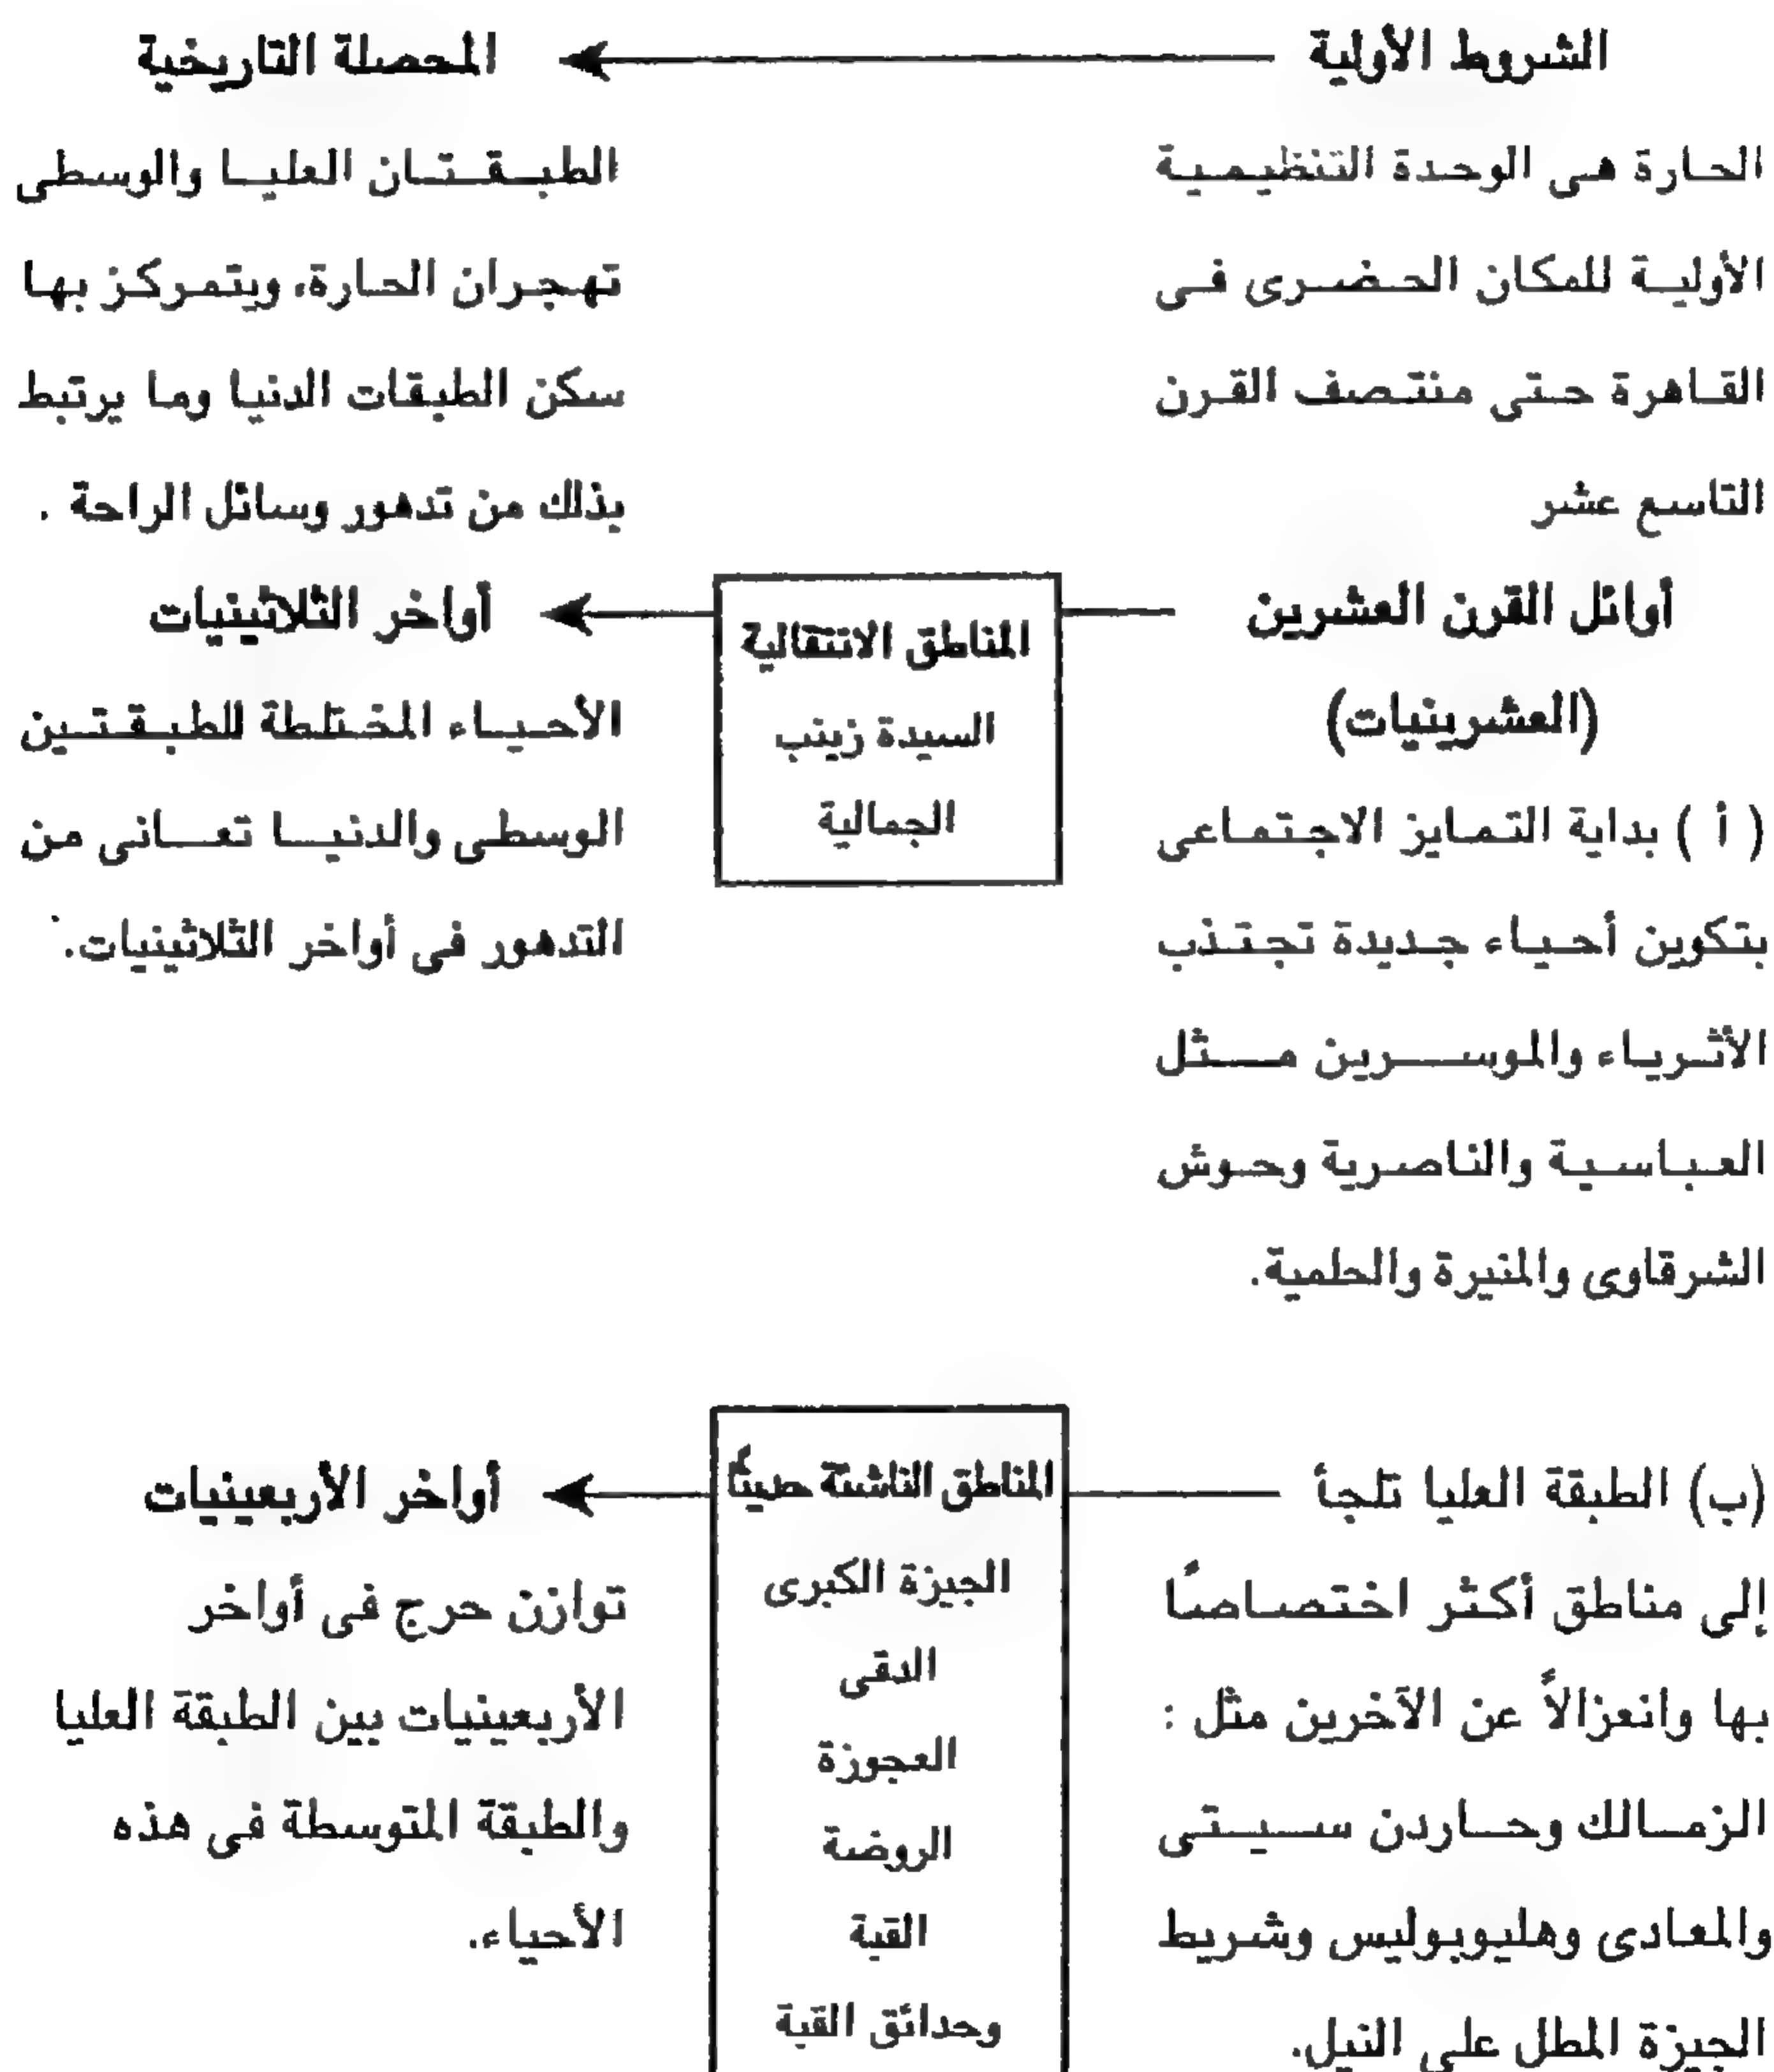 الشروط الأولية
المحصلة التاريخية
الحارة هى الوحدة التنظيمية
الأولية للمكان الحضرى فى
القاهرة حتى منتصف القرن
التاسع عشر
الطبقتان العليا والوسطى
تهجران الحارة، ويتمركز بها
سكن الطبقات الدنيا وما يرتبط
بذلك من تدهور وسائل الراحة .
أوائل القرن العشرين
(العشرينيات)
( أ ) بداية التمايز الاجتماعى
بتكوين أحياء جديدة تجتذب
الأثرياء والموسرين مثل
العباسية والناصرية وحوش
الشرقاوى والمنيرة والحلمية.
المناطق الانتقالية
السيدة زينب
الجمالية
أواخر الثلاثينيات
الأحياء المختلطة للطبقتين
الوسطى والدنيا تعانى من
التدهور فى أواخر الثلاثينيات.
(ب) الطبقة العليا تلجأ
إلى مناطق أكثر اختصاصًا
بها وانعزالاً عن الآخرين مثل :
الزمالك وجاردن سيتى
والمعادى وهليوبوليس وشريط
الجيزة المطل على النيل.
المناطق الناشئة حديثًا
الجيزة الكبرى
الدقى
العجوزة
الروضة
القبة
وحدائق القبة
أواخر الأربعينيات
توازن حرج فى أواخر
الأربعينيات بين الطبقة العليا
والطبقة المتوسطة فى هذه
الأحياء.